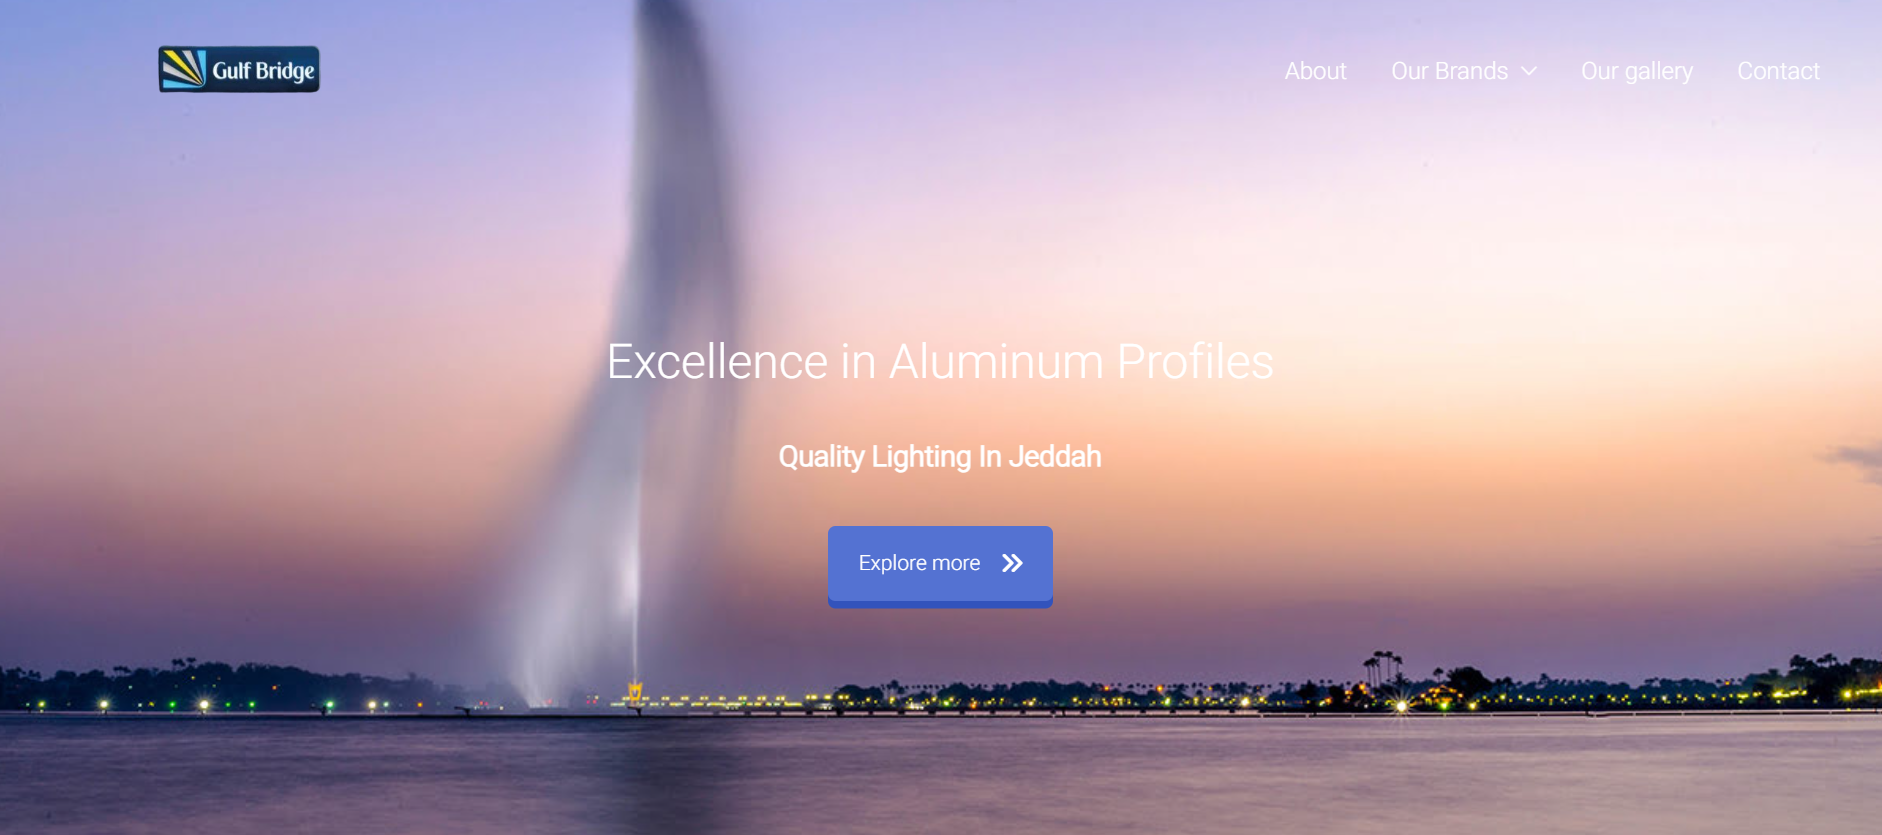 Gulf Bridge
About
Our Brands
Our gallery
Contact
Excellence in Aluminum Profiles
Quality Lighting In Jeddah
Explore more